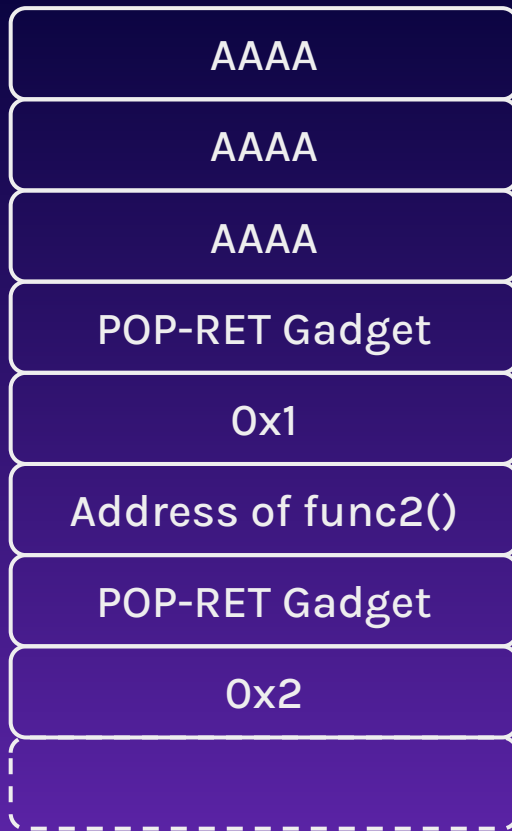 AAAA
AAAA
AAAA
POP-RET Gadget
0x1
Address of func2()
POP-RET Gadget
0x2